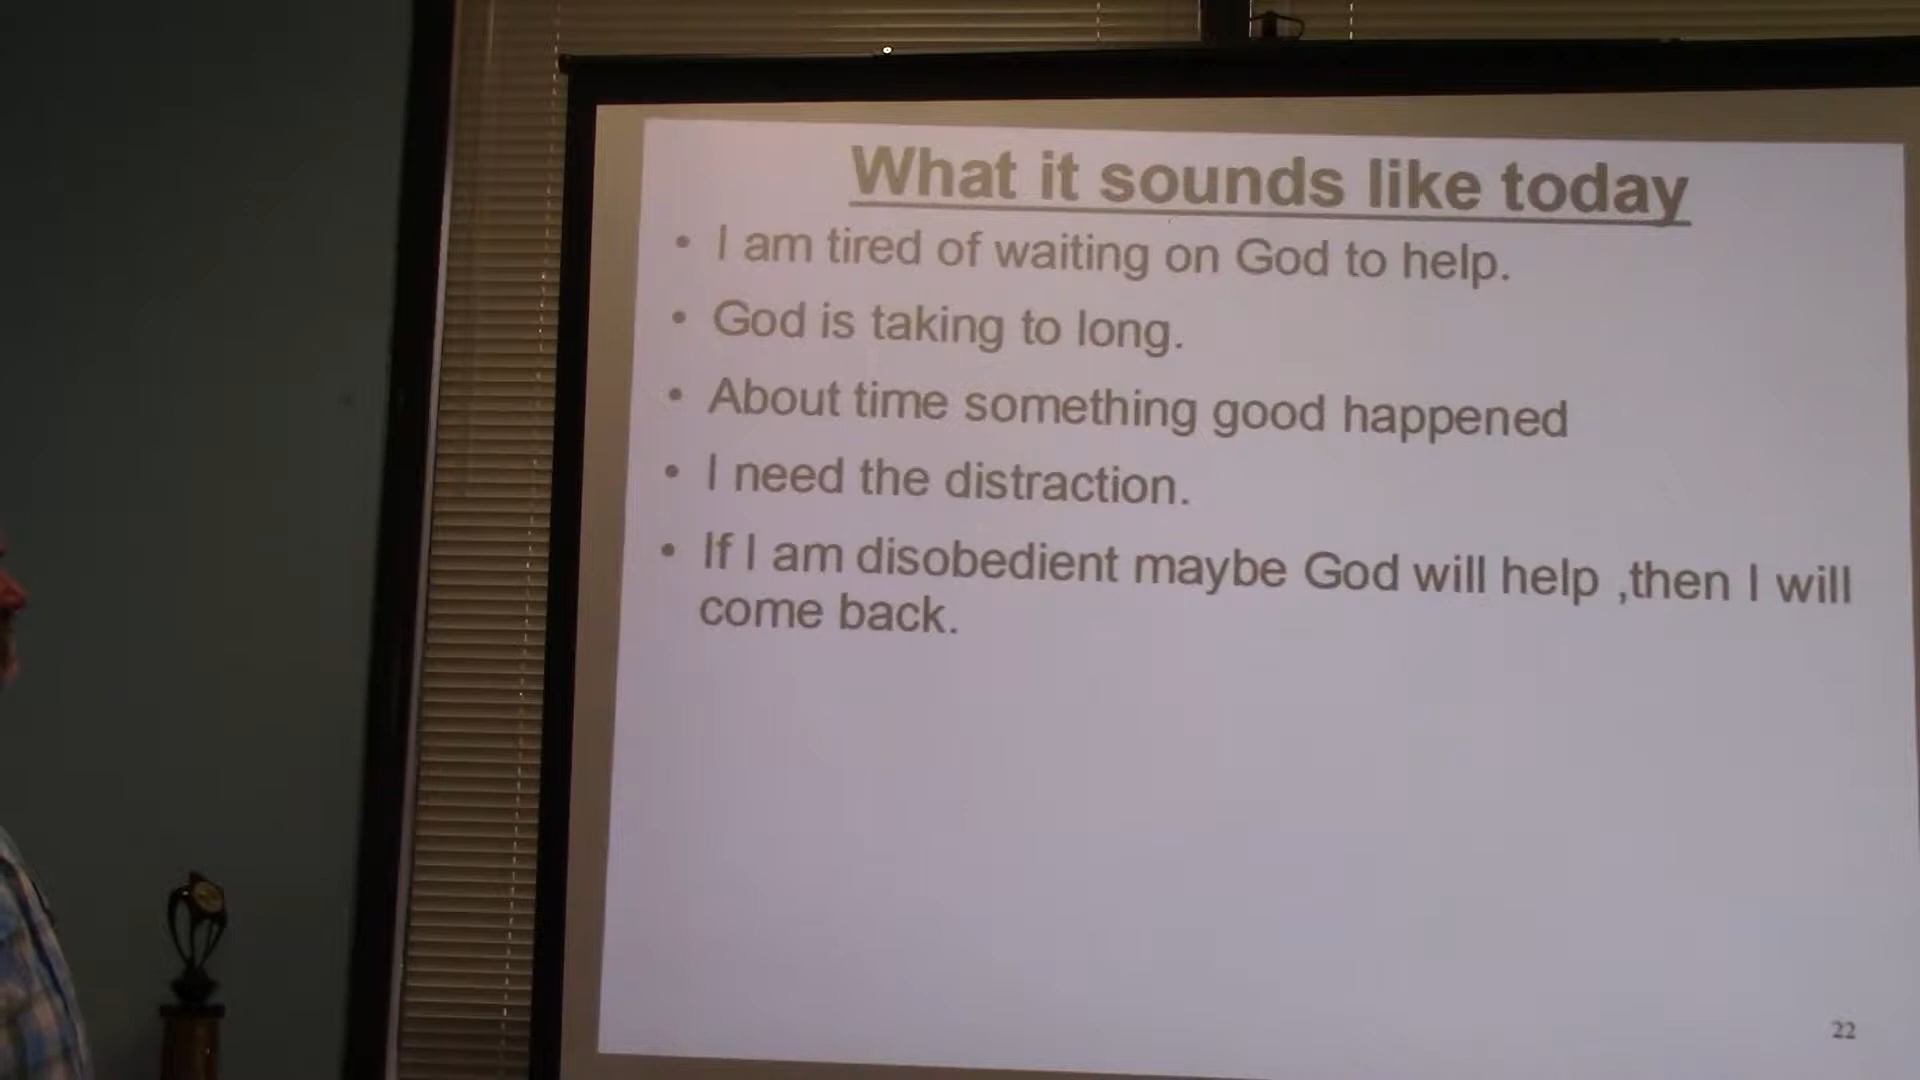 What it sounds like today
• I am tired of waiting on God to help.
• God is taking to long.
• About time something good happened
• I need the distraction.
• If I am disobedient maybe God will help ,then I will
come back.
22